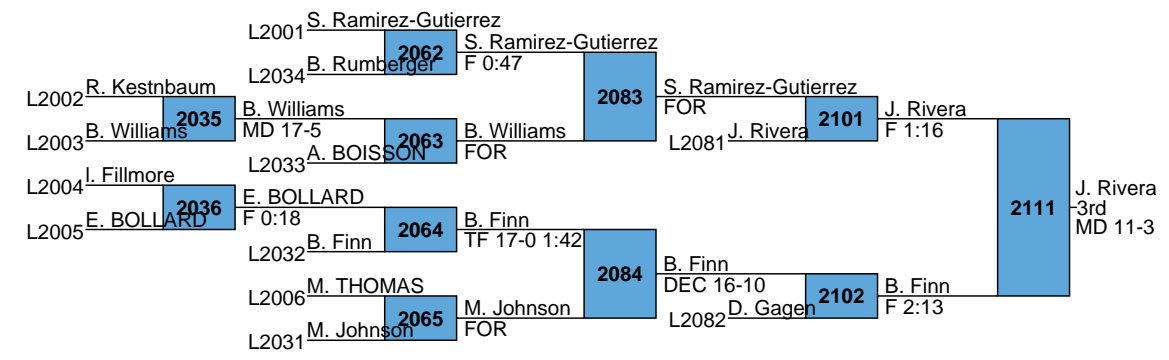 L2001 S. Ramirez-Gutierrez
2062
L2034 B. Rumberger
S. Ramirez-Gutierrez
F 0:47
L2002 R. Kestnbaum
2035
L2003 B. Williams
B. Williams
MD 17-5
2063
L2033 A. BOISSON
B. Williams
FOR
2083
S. Ramirez-Gutierrez
FOR
2101
L2081 J. Rivera
J. Rivera
F 1:16
L2004 I. Fillmore
2036
L2005 E. BOLLARD
E. BOLLARD
F 0:18
2064
L2032 B. Finn
B. Finn
TF 17-0 1:42
L2006 M. THOMAS
2065
L2031 M. Johnson
M. Johnson
FOR
2084
B. Finn
DEC 16-10
2102
L2082 D. Gagen
B. Finn
F 2:13
2111
J. Rivera
3rd
MD 11-3